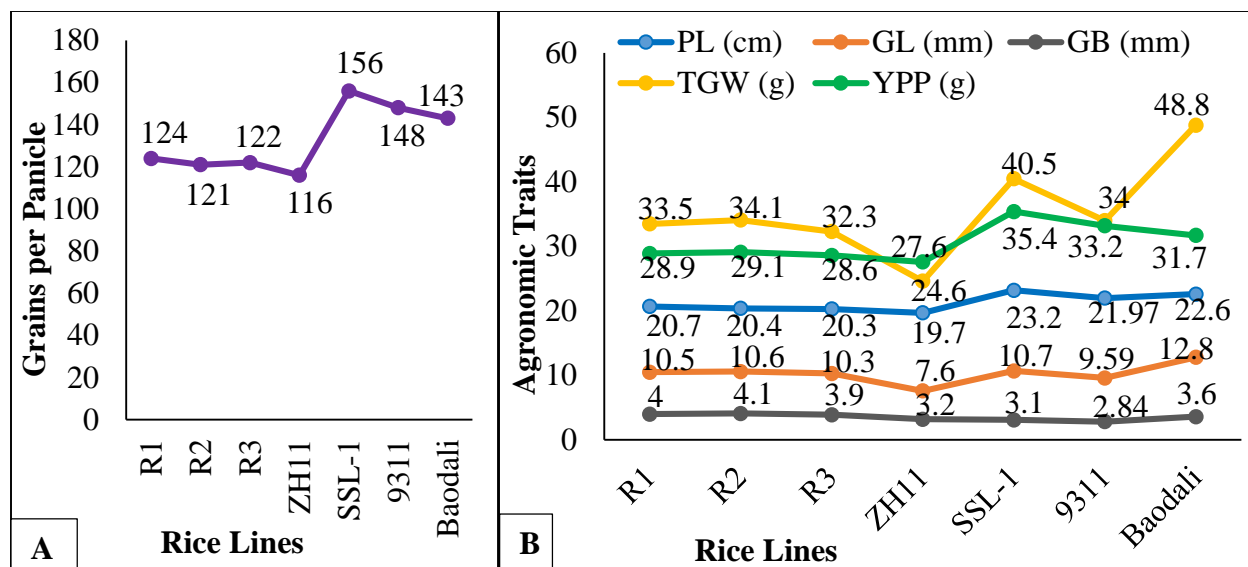 180
160
140
120
100
80
60
40
20
0
Grains per Panicle
124
121
122
116
156
148
143
R1
R2
R3
ZH11
SSL-1
9311
Baodali
Rice Lines
A
PL (cm) GL (mm) GB (mm)
TGW (g) YPP (g)
60
50
40
30
20
10
0
Agronomic Traits
33.5 34.1 32.3 24.6 40.5 34 48.8
28.9 29.1 28.6 27.6 35.4 33.2 31.7
20.7 20.4 20.3 19.7 23.2 21.97 22.6
10.5 10.6 10.3 7.6 10.7 9.59 12.8
4 4.1 3.9 3.2 3.1 2.84 3.6
R1
R2
R3
ZH11
SSL-1
9311
Baodali
Rice Lines
B